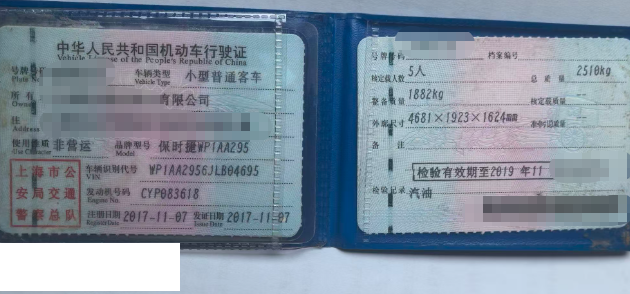 中华人民共和国机动车行驶证
Vehicle License of the People's Republic of China
号牌号码
Plate No.
车辆类型 小型普通客车
Vehicle Type
所有
Owner
有限公司
住
Address
使用性质 非营运
Use Character
品牌型号 保时捷WP1AA295
Model
上海市公
安局交通
警察总队
车辆识别代号 WP1AA2956JLB04695
VIN
发动机号码 CYP083618
Engine No.
注册日期 2017-11-07
Register Date
发证日期 2017-11-07
Issue Date
号牌号码
档案编号
核定载人数 5人
总质量 2510kg
整备质量 1882kg
核定载质量
外廓尺寸 4681×1923×1624mm
准牵引总质量
备注
检验有效期至2019 年11
检验记录 汽油